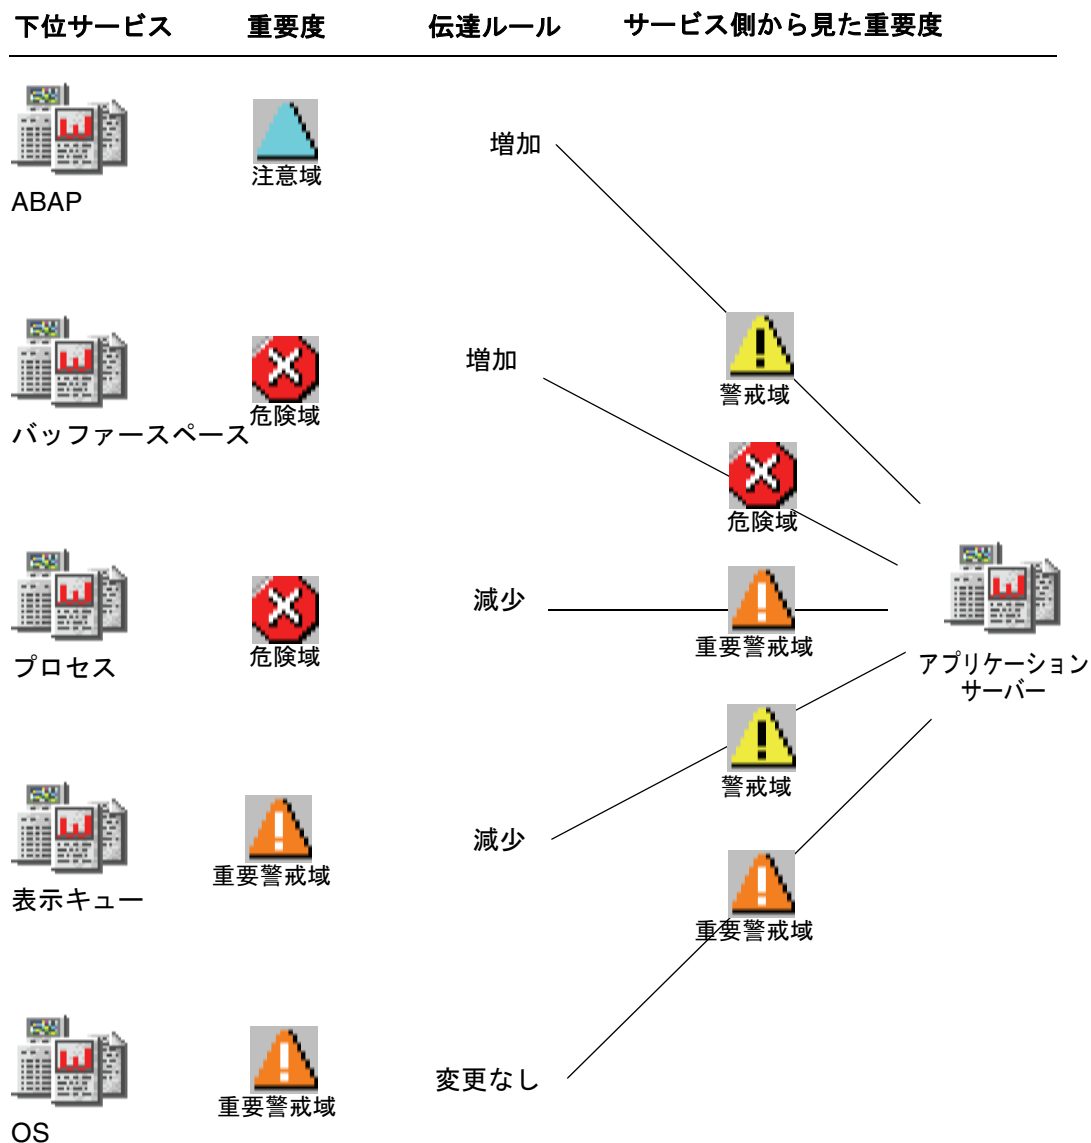 下位サービス 重要度 伝達ルール サービス側から見た重要度
増加
注意域
ABAP
増加
警戒域
危険域
バッファースペース
危険域
減少
重要警戒域
危険域
プロセス
アプリケーション
サーバー
警戒域
減少
重要警戒域
表示キュー
重要警戒域
変更なし
重要警戒域
OS